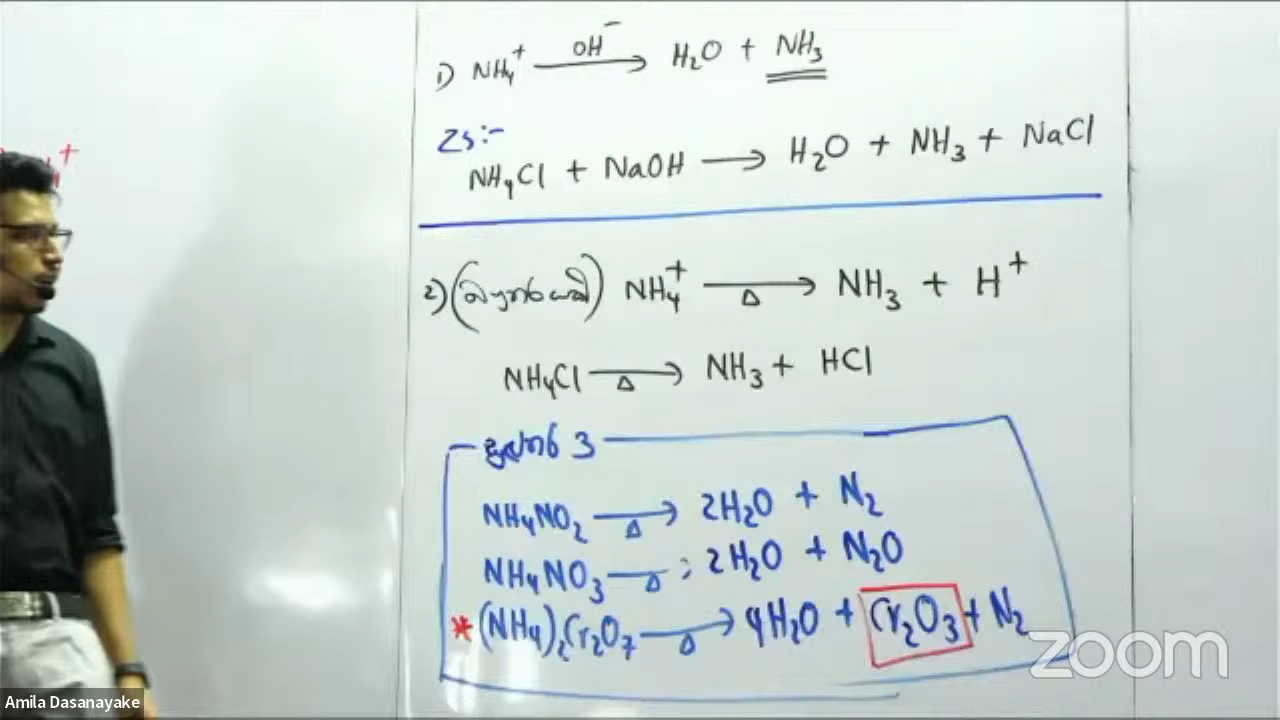 1) NH₄⁺ —OH⁻→ H₂O + NH₃
NH₄Cl + NaOH ⟶ H₂O + NH₃ + NaCl
2) NH₄⁺ —Δ→ NH₃ + H⁺
NH₄Cl —Δ→ NH₃ + HCl
3
NH₄NO₂ —Δ→ 2H₂O + N₂
NH₄NO₃ —Δ→ 2H₂O + N₂O
* (NH₄)₂Cr₂O₇ —Δ→ 4H₂O + Cr₂O₃ + N₂
zoom
Amila Dasanayake